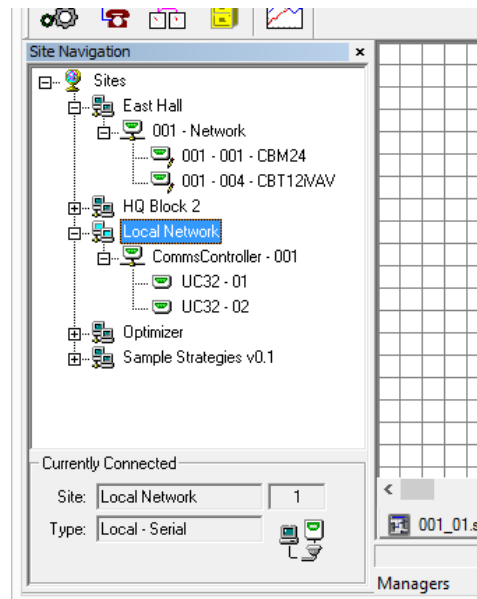 Site Navigation
Sites
East Hall
001 - Network
001 - 001 - CBM24
001 - 004 - CBT12iVAV
HQ Block 2
Local Network
CommsController - 001
UC32 - 01
UC32 - 02
Optimizer
Sample Strategies v0.1
Currently Connected
Site: Local Network 1
Type: Local - Serial
001_01.s
Managers